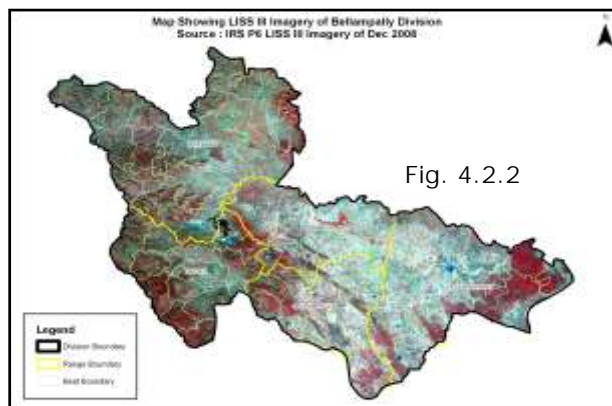 Map Showing LISS III Imagery of Bellampally Division
Source : IRS P6 LISS III Imagery of Dec 2008
Fig. 4.2.2
Legend
Division Boundary
Range Boundary
Beat Boundary